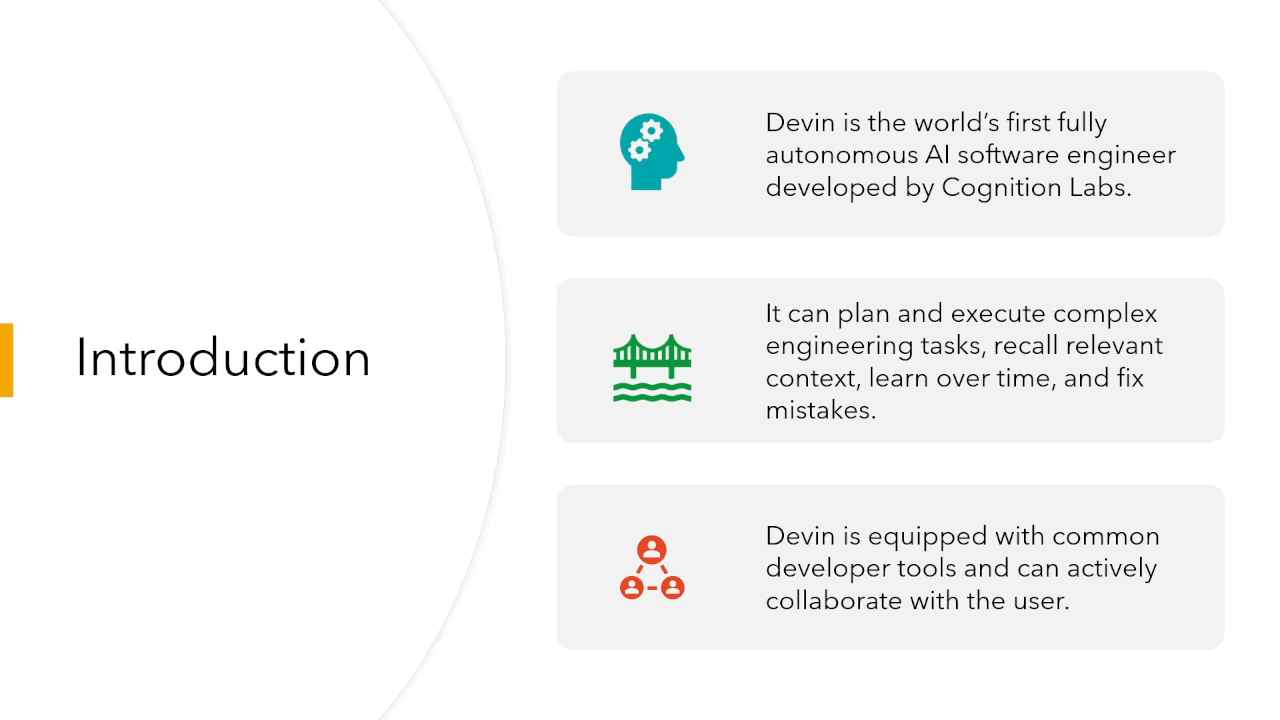 Introduction
Devin is the world’s first fully
autonomous AI software engineer
developed by Cognition Labs.
It can plan and execute complex
engineering tasks, recall relevant
context, learn over time, and fix
mistakes.
Devin is equipped with common
developer tools and can actively
collaborate with the user.